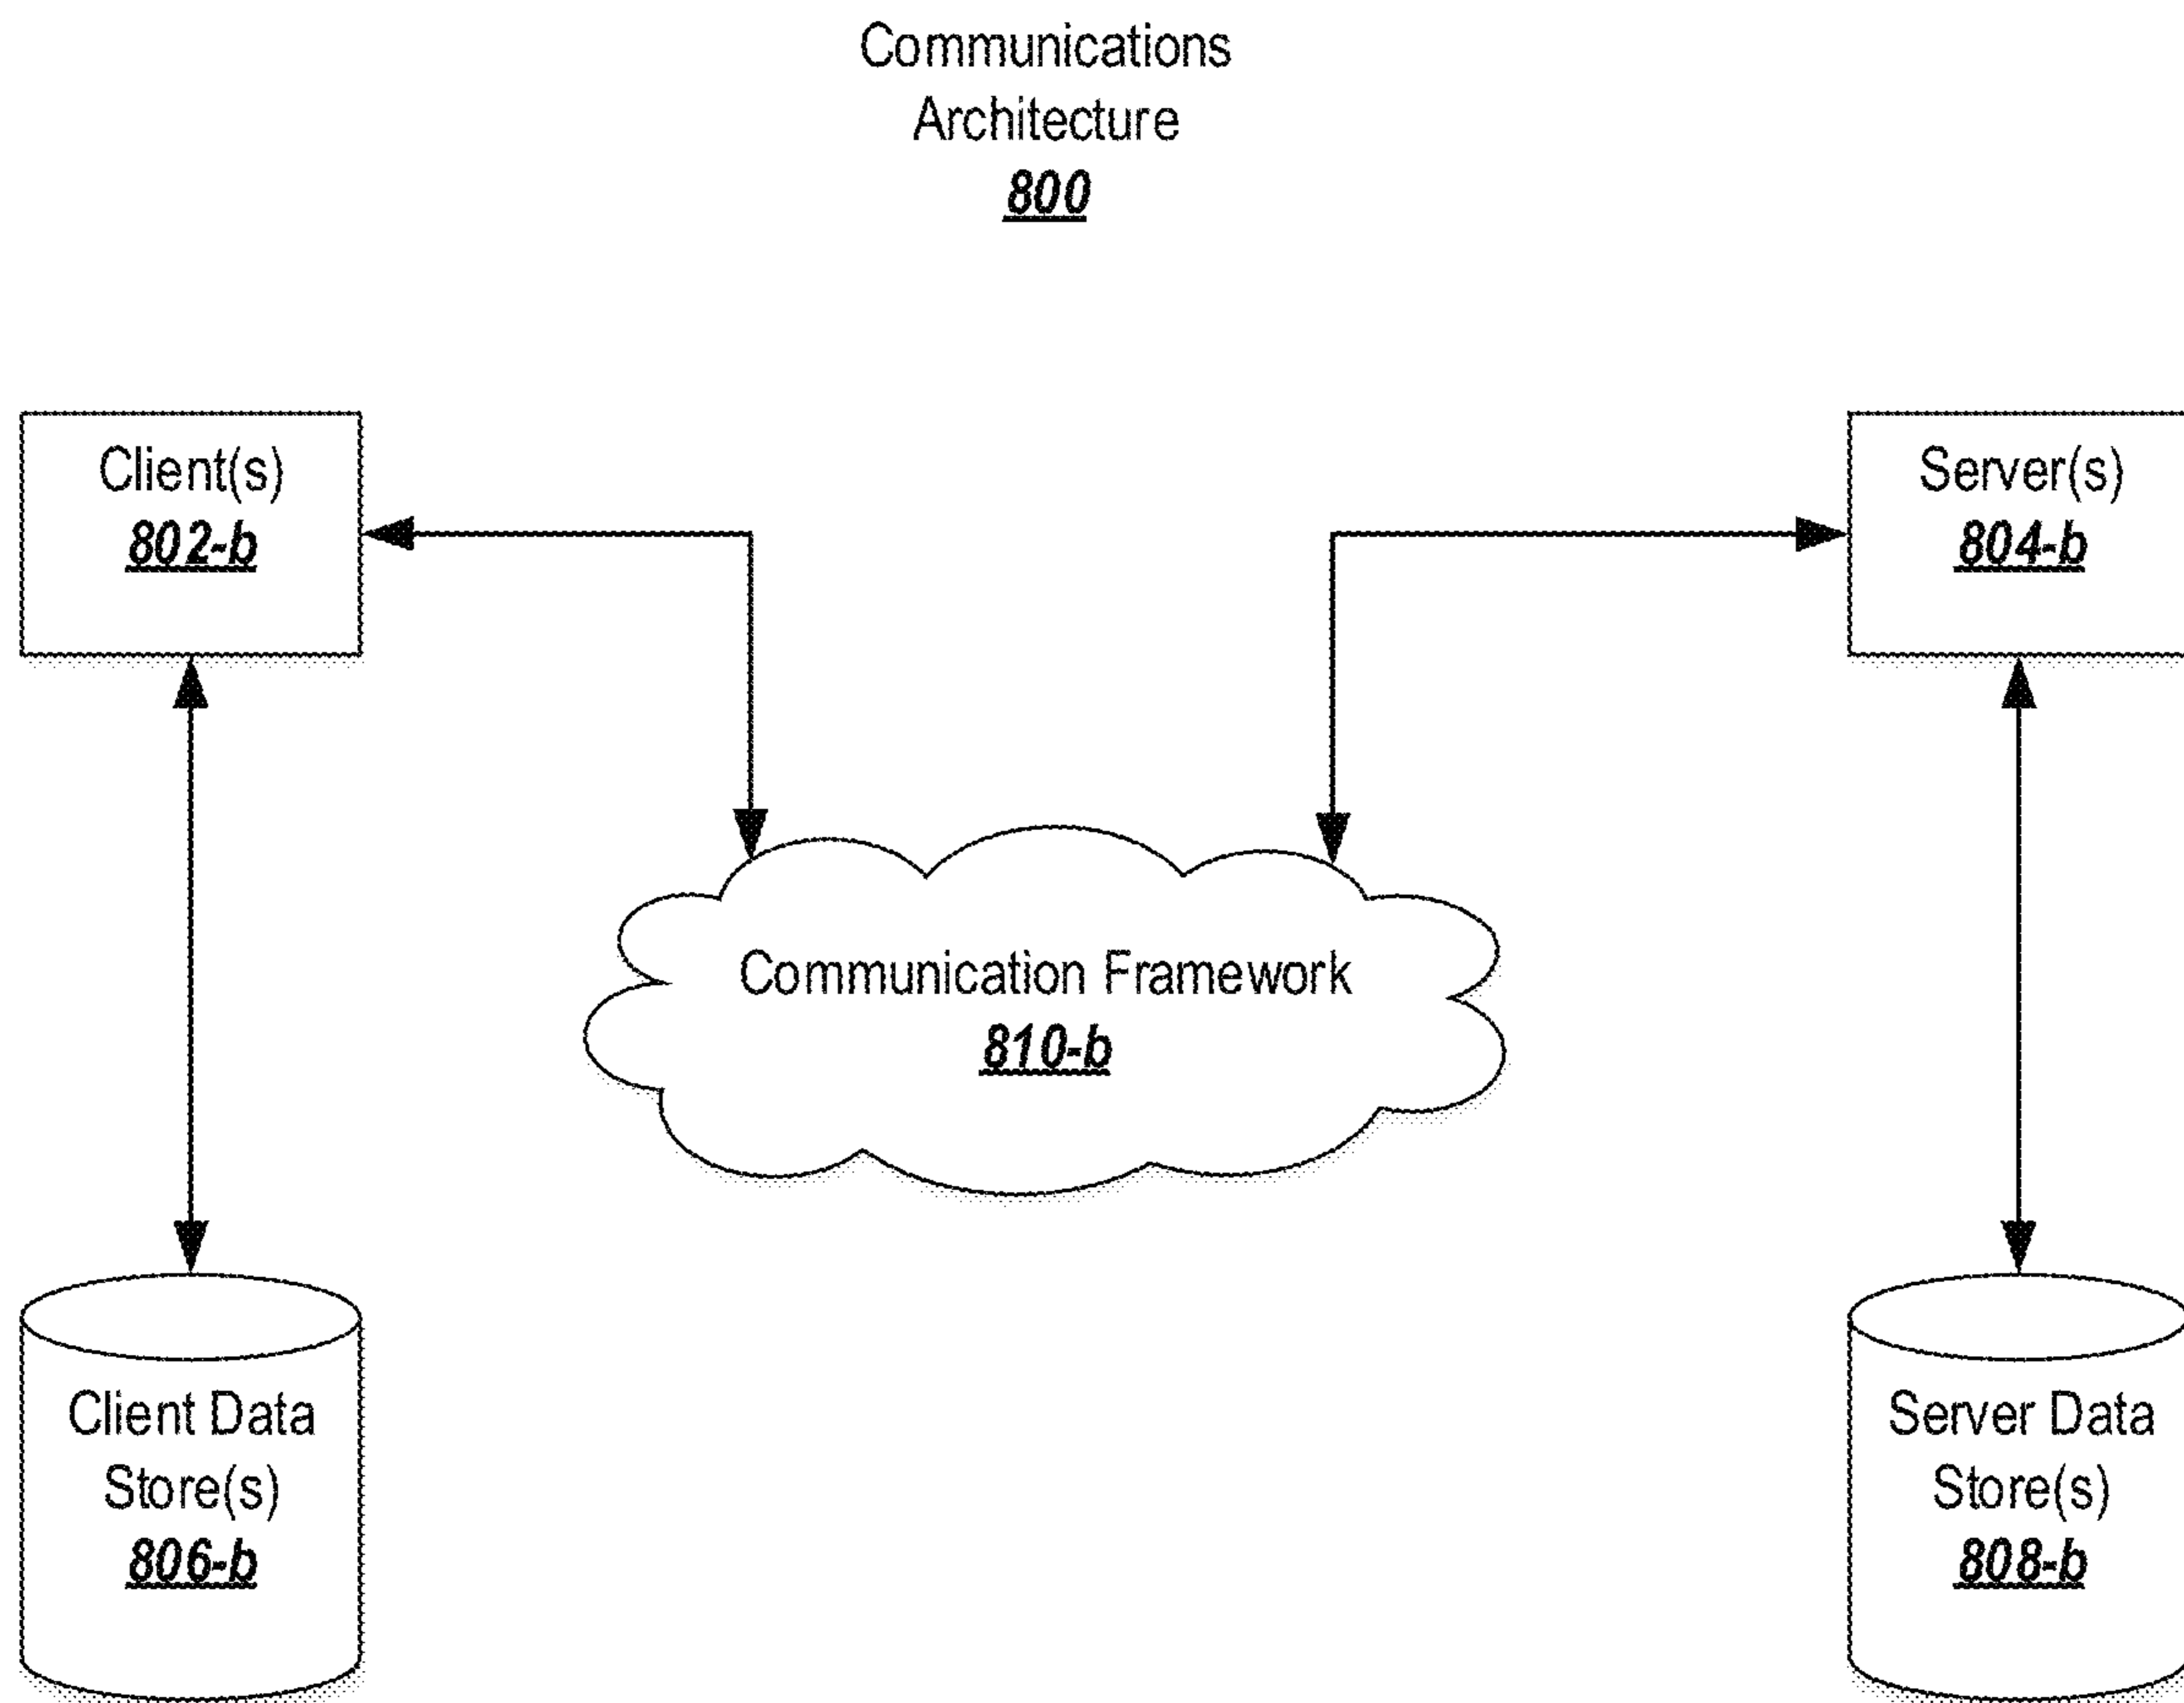 Communications
Architecture
800
Client(s)
802-b
Server(s)
804-b
Communication Framework
810-b
Client Data
Store(s)
806-b
Server Data
Store(s)
808-b